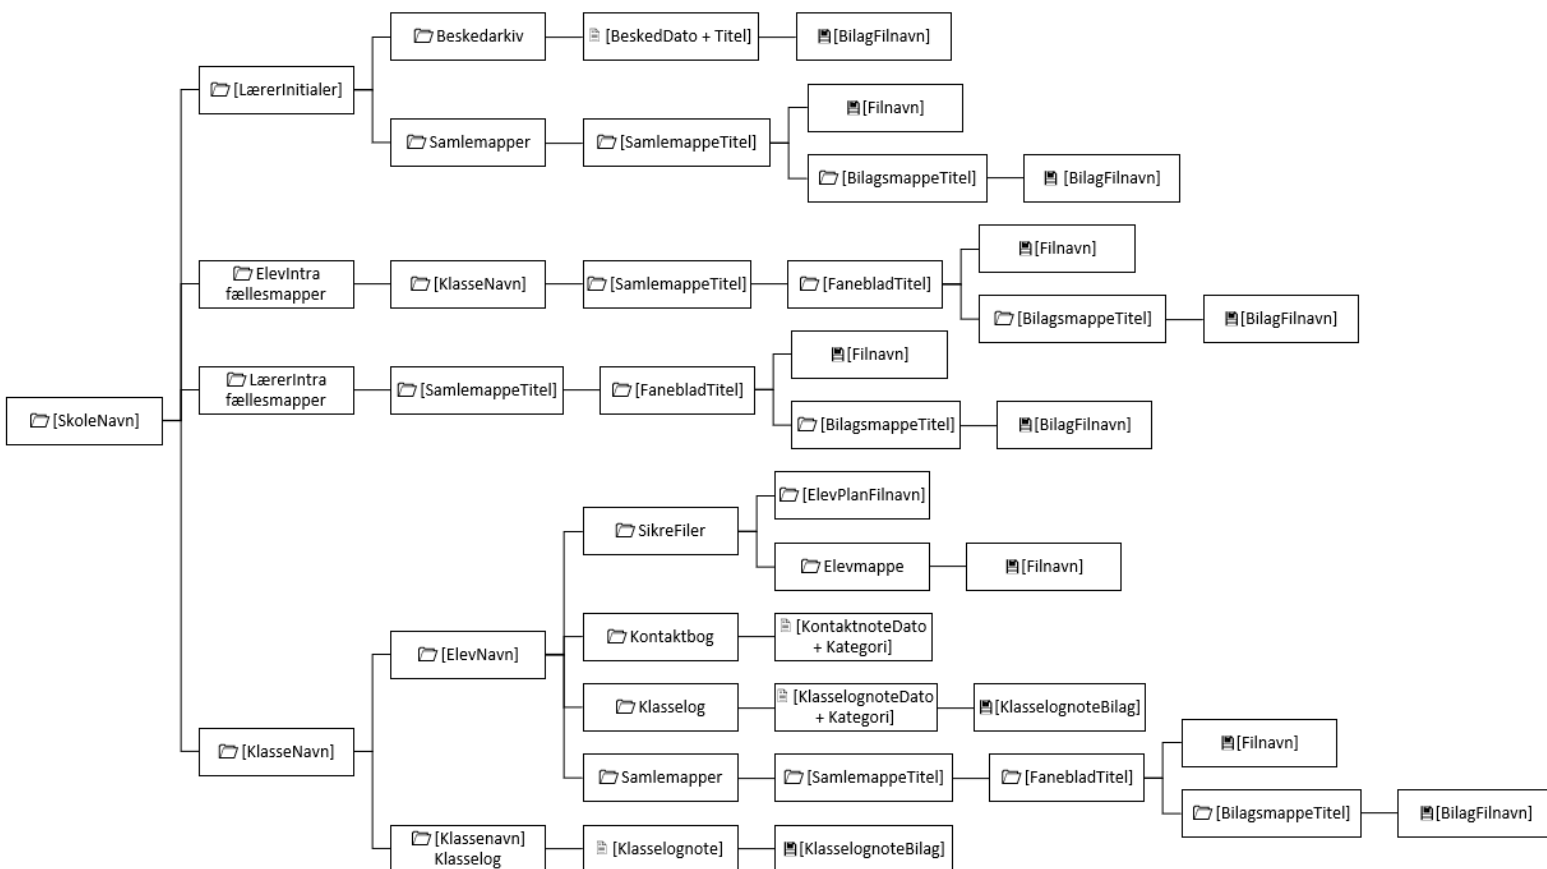 Beskedarkiv
[BeskedDato + Titel]
[BilagFilnavn]
[LærerInitialer]
[Filnavn]
Samlemapper
[SamlemappeTitel]
[BilagsmappeTitel]
[BilagFilnavn]
[Filnavn]
ElevIntra
fællesmapper
[KlasseNavn]
[SamlemappeTitel]
[FanebladTitel]
[BilagsmappeTitel]
[BilagFilnavn]
[Filnavn]
LærerIntra
fællesmapper
[SamlemappeTitel]
[FanebladTitel]
[BilagsmappeTitel]
[BilagFilnavn]
[SkoleNavn]
[ElevPlanFilnavn]
SikreFiler
Elevmappe
[Filnavn]
[ElevNavn]
Kontaktbog
[KontaktnoteDato
+ Kategori]
Klasselog
[KlasselognoteDato
+ Kategori]
[KlasselognoteBilag]
[KlasseNavn]
[Filnavn]
Samlemapper
[SamlemappeTitel]
[FanebladTitel]
[BilagsmappeTitel]
[BilagFilnavn]
[Klassenavn]
Klasselog
[Klasselognote]
[KlasselognoteBilag]